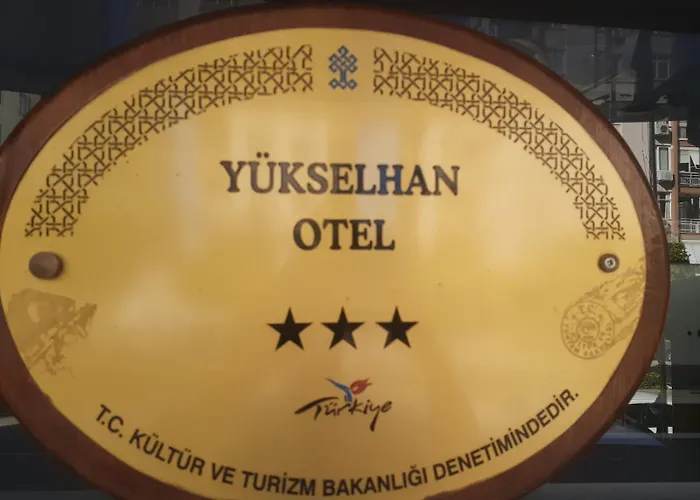 YÜKSELHAN
OTEL
Türkiye
T.C. KÜLTÜR VE TURİZM BAKANLIĞI DENETİMİNDEDİR.